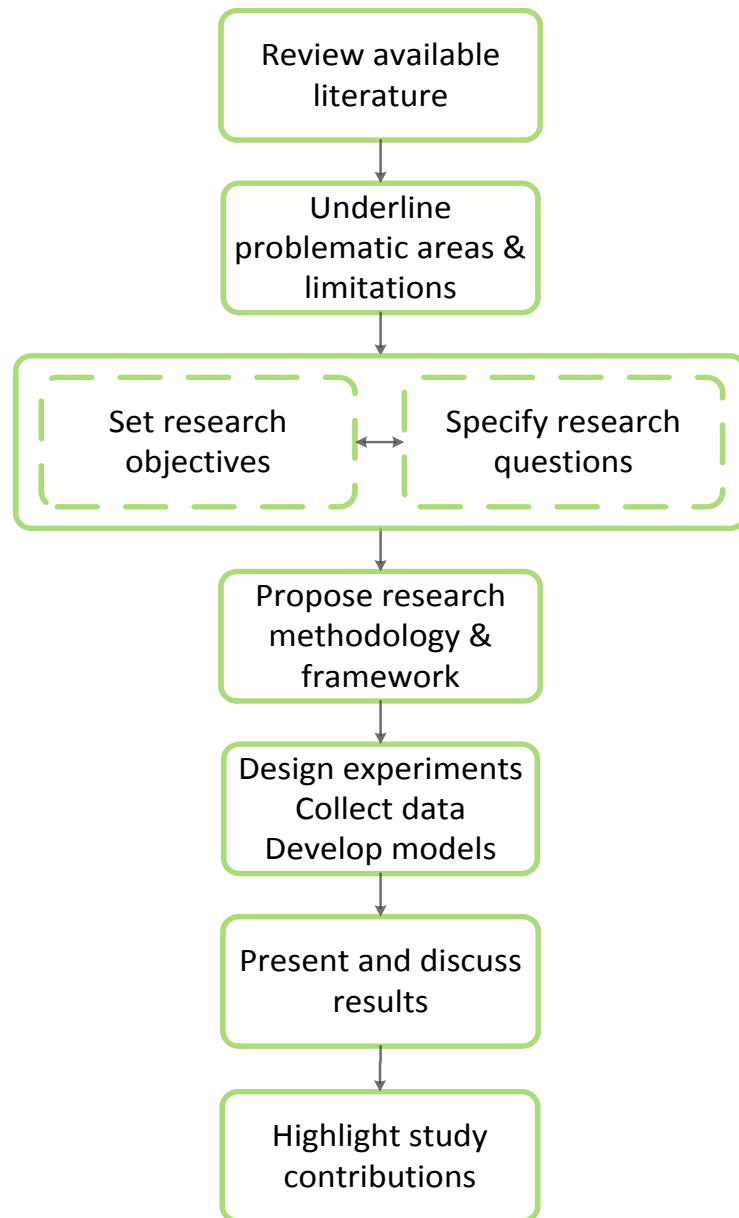 Review available
literature
Underline
problematic areas &
limitations
Set research
objectives
Specify research
questions
Propose research
methodology &
framework
Design experiments
Collect data
Develop models
Present and discuss
results
Highlight study
contributions